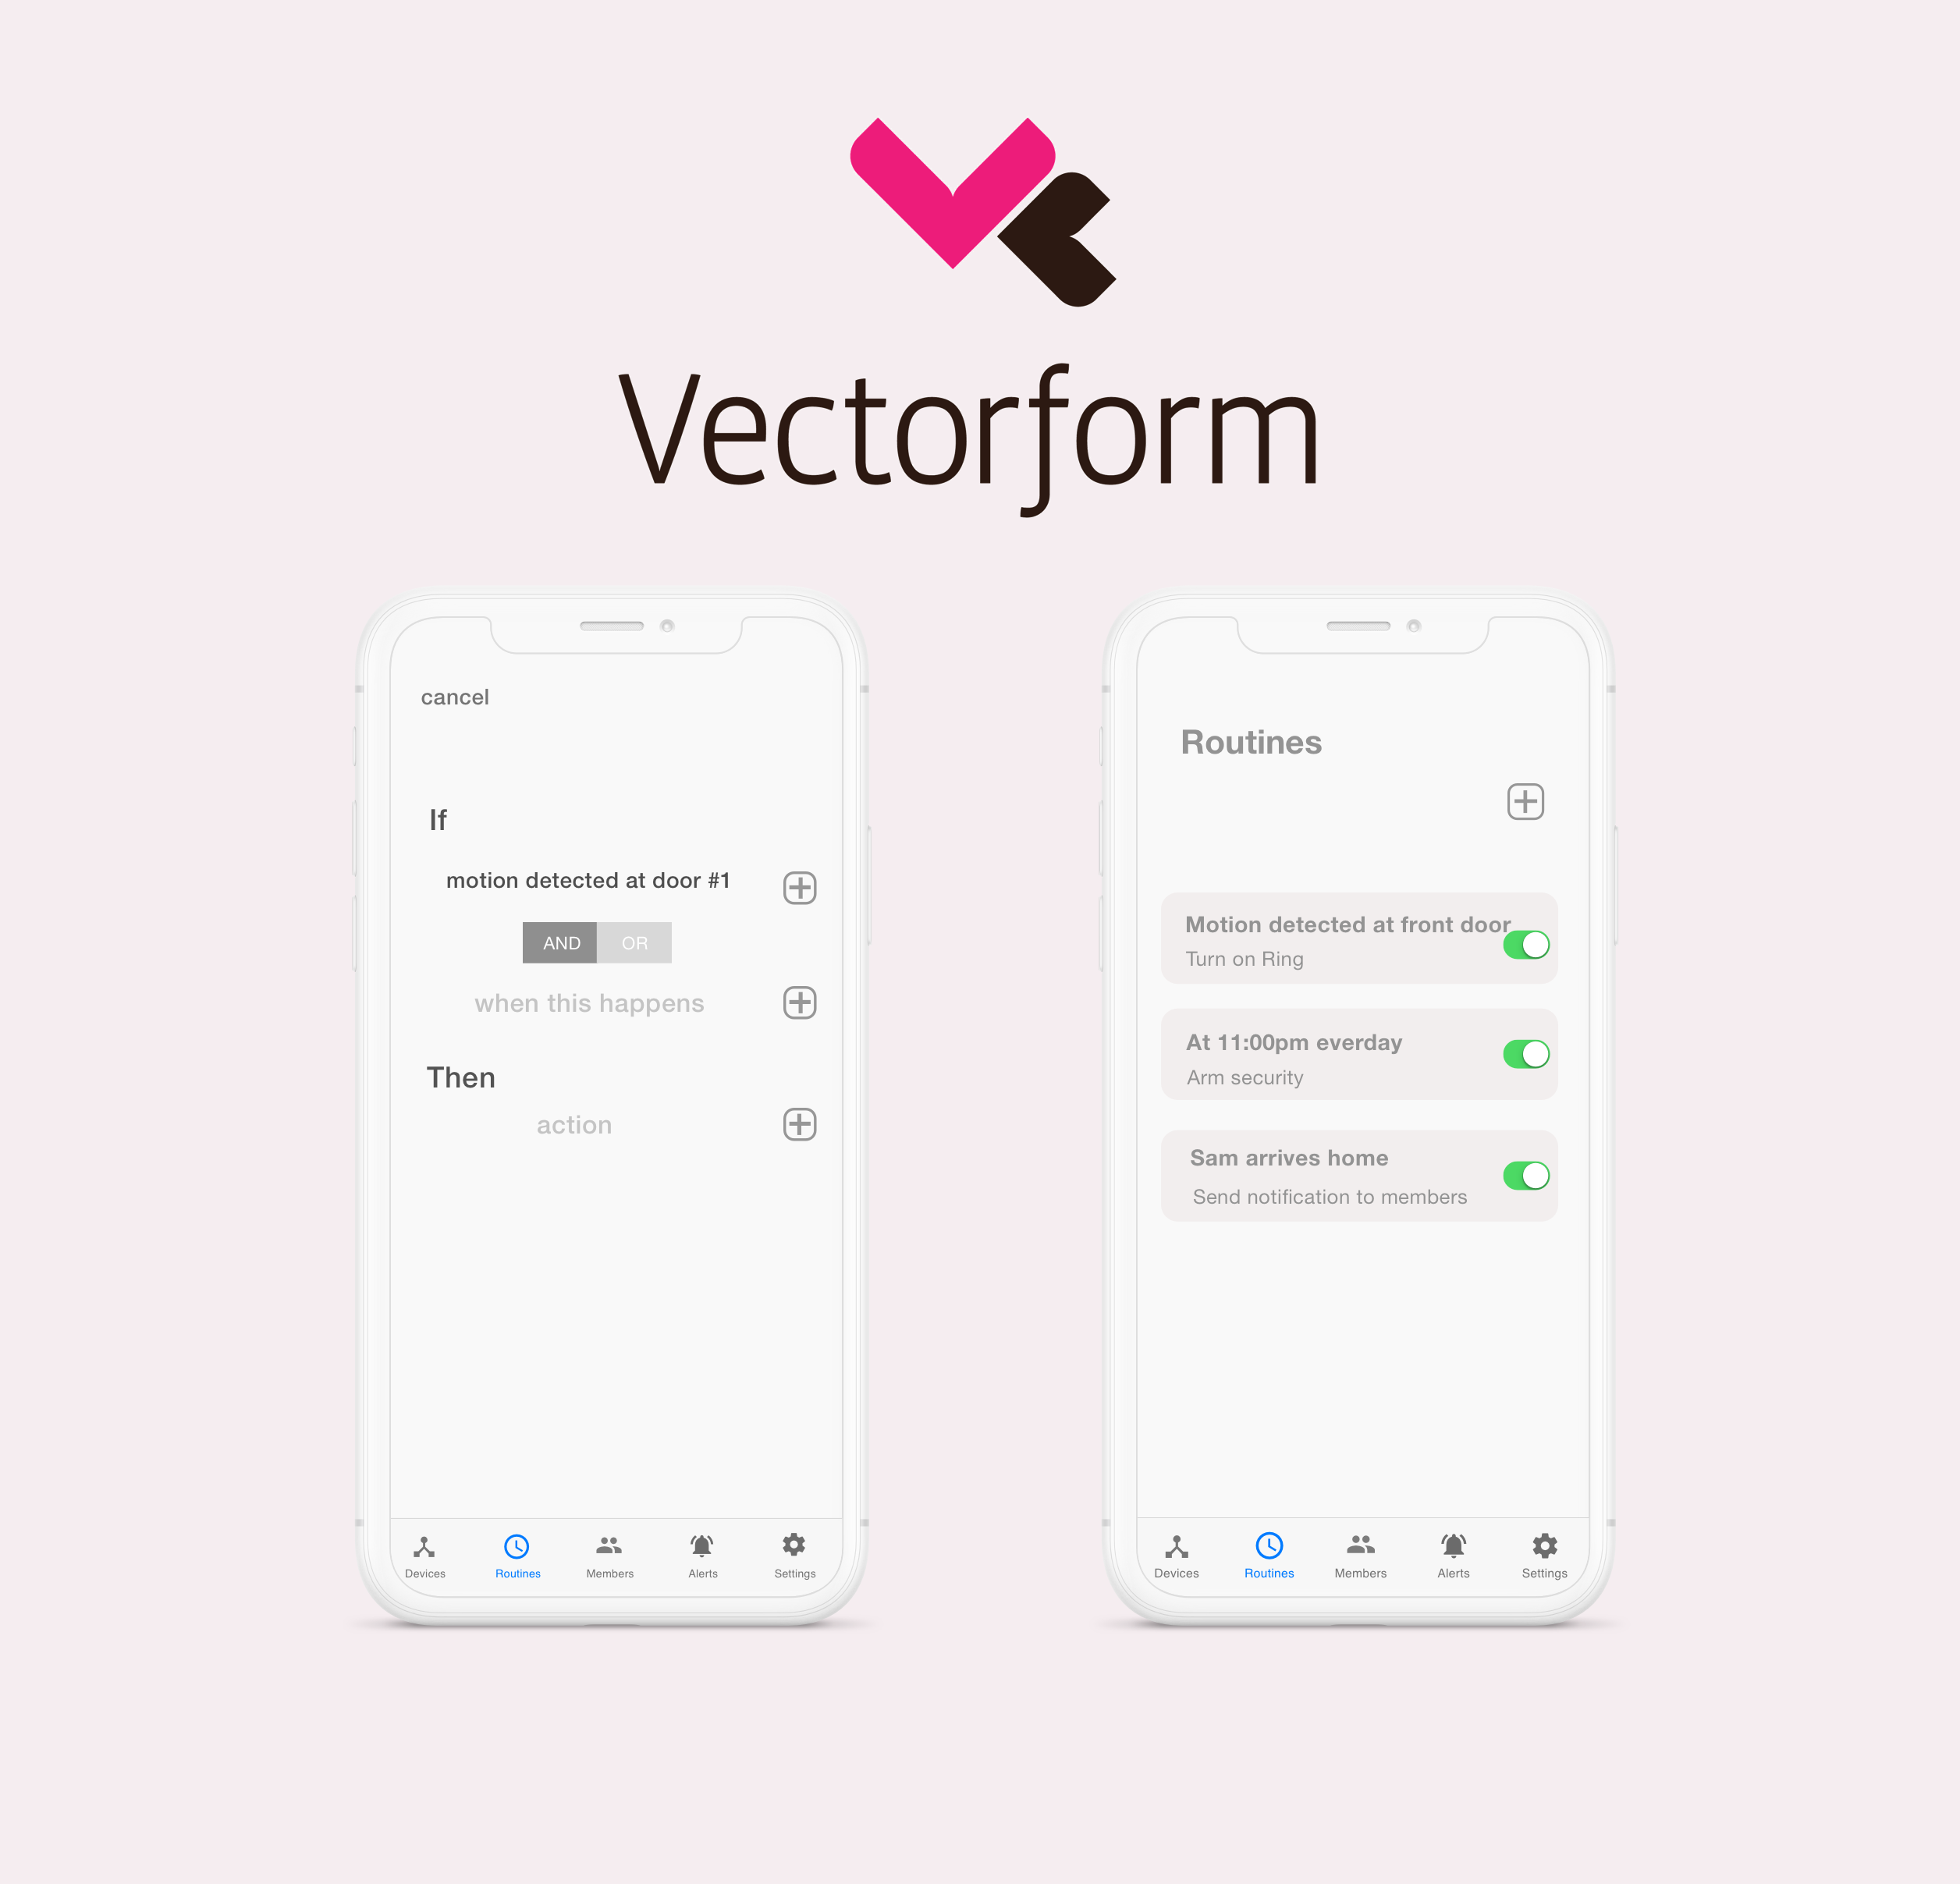 Vectorform
cancel
If
motion detected at door #1
AND OR
when this happens
Then
action
Devices Routines Members Alerts Settings
Routines
Motion detected at front door
Turn on Ring
At 11:00pm everday
Arm security
Sam arrives home
Send notification to members
Devices Routines Members Alerts Settings